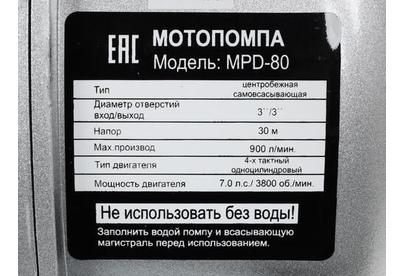 EAC МОТОПОМПА
Модель: MPD-80
Тип центробежная самовсасывающая
Диаметр отверстий вход/выход 3´´/3´´
Напор 30 м
Мах.производ 900 л/мин.
Тип двигателя 4-х тактный одноцилиндровый
Мощность двигателя 7.0 л.с./ 3800 об./мин.
Не использовать без воды!
Заполнить водой помпу и всасывающую
магистраль перед использованием.